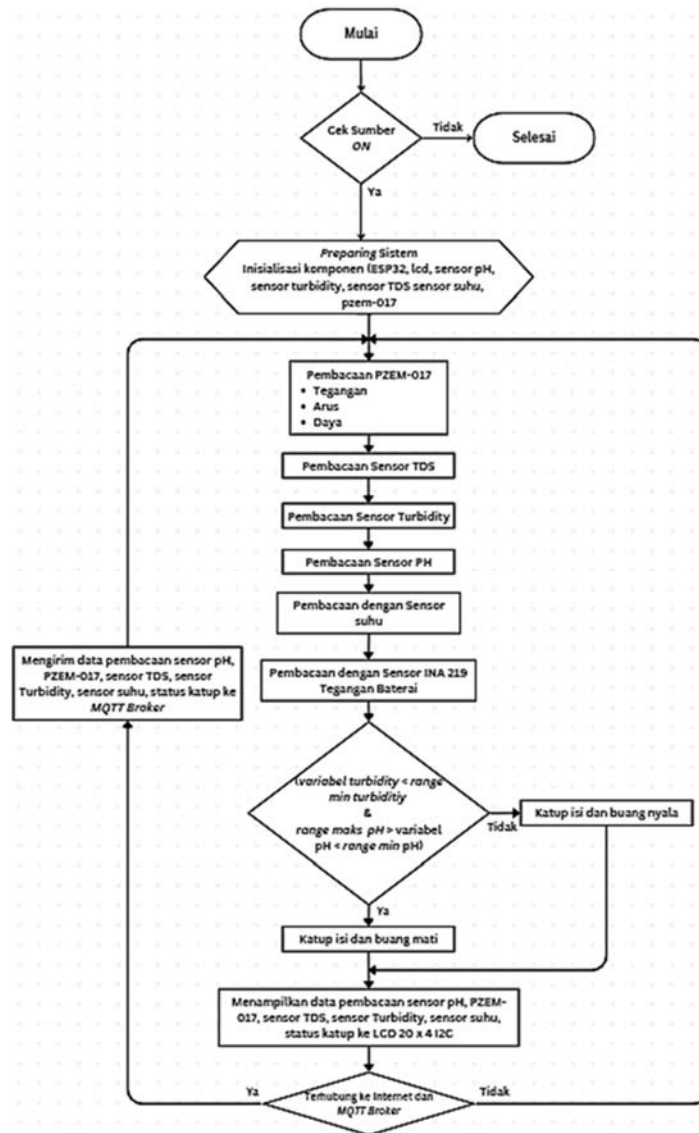 Mulai
Cek Sumber
ON
Tidak
Selesai
Ya
Preparing Sistem
Inisialisasi komponen (ESP32, lcd, sensor pH,
sensor turbidity, sensor TDS sensor suhu,
pzem-017
Pembacaan PZEM-017
• Tegangan
• Arus
• Daya
Pembacaan Sensor TDS
Pembacaan Sensor Turbidity
Pembacaan Sensor PH
Pembacaan dengan Sensor
suhu
Mengirim data pembacaan sensor pH,
PZEM-017, sensor TDS, sensor
Turbidity, sensor suhu, status katup ke
MQTT Broker
Pembacaan dengan Sensor INA 219
Tegangan Baterai
(variabel turbidity < range
min turbiditiy
&
range maks pH > variabel
pH < range min pH)
Tidak
Katup isi dan buang nyala
Ya
Katup isi dan buang mati
Menampilkan data pembacaan sensor pH, PZEM-
017, sensor TDS, sensor Turbidity, sensor suhu,
status katup ke LCD 20 x 4 I2C
Ya
Terhubung ke Internet dan
MQTT Broker
Tidak